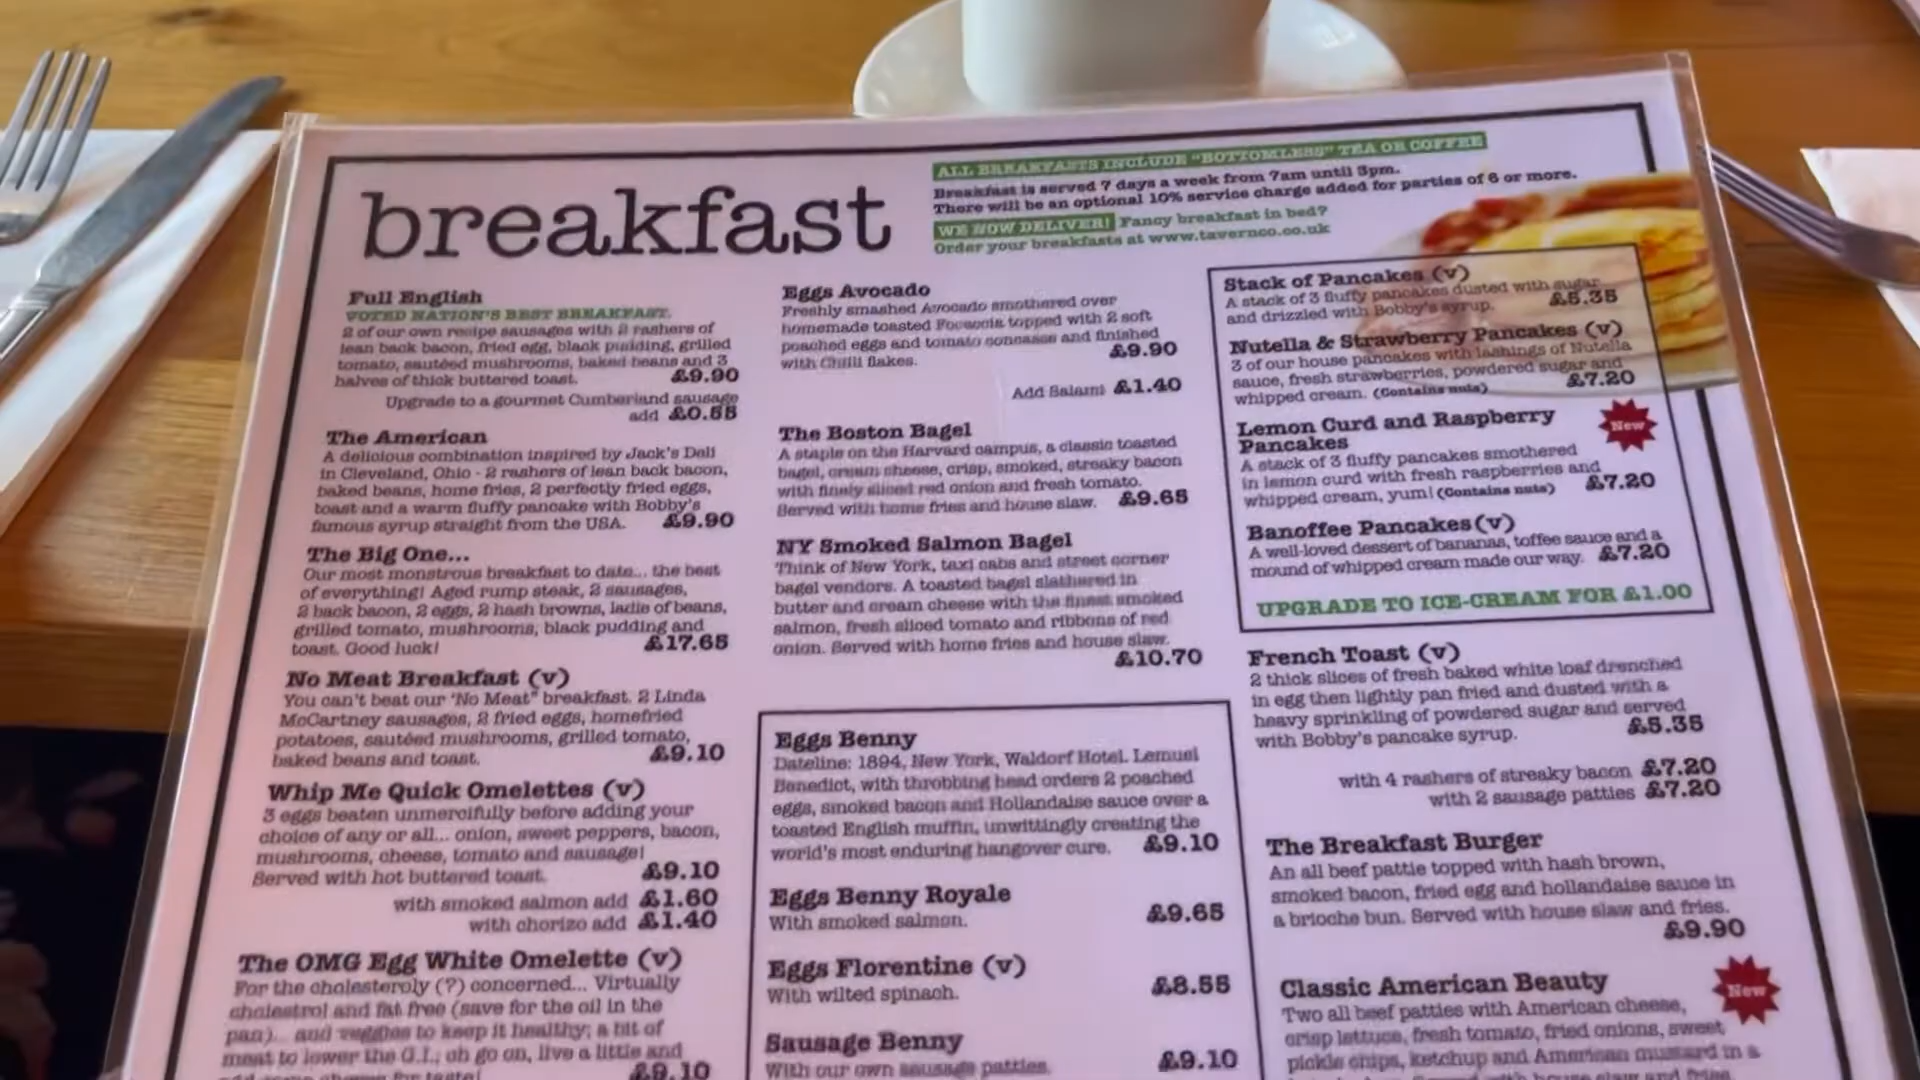 breakfast
ALL BREAKFASTS INCLUDE "BOTTOMLESS" TEA OR COFFEE
Breakfast is served 7 days a week from 7am until 3pm.
There will be an optional 10% service charge added for parties of 6 or more.
WE NOW DELIVER! Fancy breakfast in bed?
Order your breakfasts at www.tavernco.co.uk
Full English
VOTED NATION'S BEST BREAKFAST.
2 of our own recipe sausages with 2 rashers of
lean back bacon, fried egg, black pudding, grilled
tomato, sautéed mushrooms, baked beans and 3
halves of thick buttered toast. £9.90
Upgrade to a gourmet Cumberland sausage
add £0.55
The American
A delicious combination inspired by Jack's Deli
in Cleveland, Ohio - 2 rashers of lean back bacon,
baked beans, home fries, 2 perfectly fried eggs,
toast and a warm fluffy pancake with Bobby's
famous syrup straight from the USA. £9.90
The Big One...
Our most monstrous breakfast to date... the best
of everything! Aged rump steak, 2 sausages,
2 back bacon, 2 eggs, 2 hash browns, ladle of beans,
grilled tomato, mushrooms, black pudding and
toast. Good luck! £17.65
No Meat Breakfast (v)
You can't beat our 'No Meat" breakfast. 2 Linda
McCartney sausages, 2 fried eggs, homefried
potatoes, sautéed mushrooms, grilled tomato,
baked beans and toast. £9.10
Whip Me Quick Omelettes (v)
3 eggs beaten unmercifully before adding your
choice of any or all... onion, sweet peppers, bacon,
mushrooms, cheese, tomato and sausage!
Served with hot buttered toast. £9.10
with smoked salmon add £1.60
with chorizo add £1.40
The OMG Egg White Omelette (v)
For the cholesteroly (?) concerned... Virtually
cholestrol and fat free (save for the oil in the
pan)... and veggies to keep it healthy; a bit of
meat to lower the G.I.; oh go on, live a little and
add some cheese for taste! £9.10
Eggs Avocado
Freshly smashed Avocado smothered over
homemade toasted Focaccia topped with 2 soft
poached eggs and tomato concasse and finished
with Chilli flakes. £9.90
Add Salami £1.40
The Boston Bagel
A staple on the Harvard campus, a classic toasted
bagel, cream cheese, crisp, smoked, streaky bacon
with finely sliced red onion and fresh tomato.
Served with home fries and house slaw. £9.65
NY Smoked Salmon Bagel
Think of New York, taxi cabs and street corner
bagel vendors. A toasted bagel slathered in
butter and cream cheese with the finest smoked
salmon, fresh sliced tomato and ribbons of red
onion. Served with home fries and house slaw.
£10.70
Eggs Benny
Dateline: 1894, New York, Waldorf Hotel. Lemuel
Benedict, with throbbing head orders 2 poached
eggs, smoked bacon and Hollandaise sauce over a
toasted English muffin, unwittingly creating the
world's most enduring hangover cure. £9.10
Eggs Benny Royale
With smoked salmon. £9.65
Eggs Florentine (v)
With wilted spinach. £8.55
Sausage Benny
With our own sausage patties. £9.10
Stack of Pancakes (v)
A stack of 3 fluffy pancakes dusted with sugar
and drizzled with Bobby's syrup. £5.35
Nutella & Strawberry Pancakes (v)
3 of our house pancakes with lashings of Nutella
sauce, fresh strawberries, powdered sugar and
whipped cream. (Contains nuts) £7.20
Lemon Curd and Raspberry
Pancakes
New
A stack of 3 fluffy pancakes smothered
in lemon curd with fresh raspberries and
whipped cream, yum! (Contains nuts) £7.20
Banoffee Pancakes(v)
A well-loved dessert of bananas, toffee sauce and a
mound of whipped cream made our way. £7.20
UPGRADE TO ICE-CREAM FOR £1.00
French Toast (v)
2 thick slices of fresh baked white loaf drenched
in egg then lightly pan fried and dusted with a
heavy sprinkling of powdered sugar and served
with Bobby's pancake syrup. £5.35
with 4 rashers of streaky bacon £7.20
with 2 sausage patties £7.20
The Breakfast Burger
An all beef pattie topped with hash brown,
smoked bacon, fried egg and hollandaise sauce in
a brioche bun. Served with house slaw and fries.
£9.90
Classic American Beauty
New
Two all beef patties with American cheese,
crisp lettuce, fresh tomato, fried onions, sweet
pickle chips, ketchup and American mustard in a
house slaw and fries